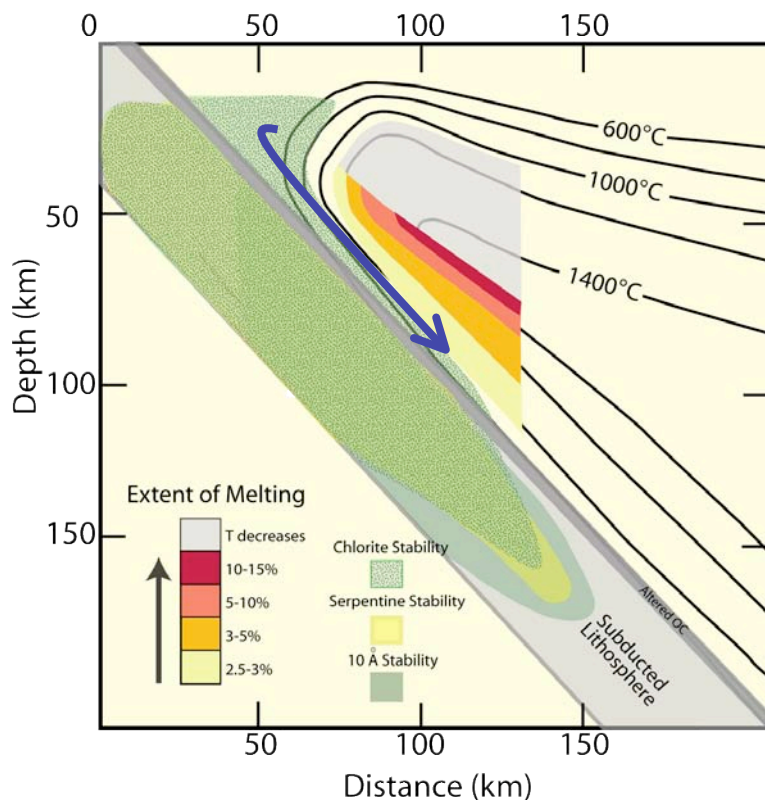 0 50 100 150
600°C
1000°C
1400°C
50
100
150
Depth (km)
Extent of Melting
T decreases
10-15%
5-10%
3-5%
2.5-3%
Chlorite Stability
Serpentine Stability
10 Å Stability
Altered OC
Subducted
Lithosphere
50 100 150
Distance (km)